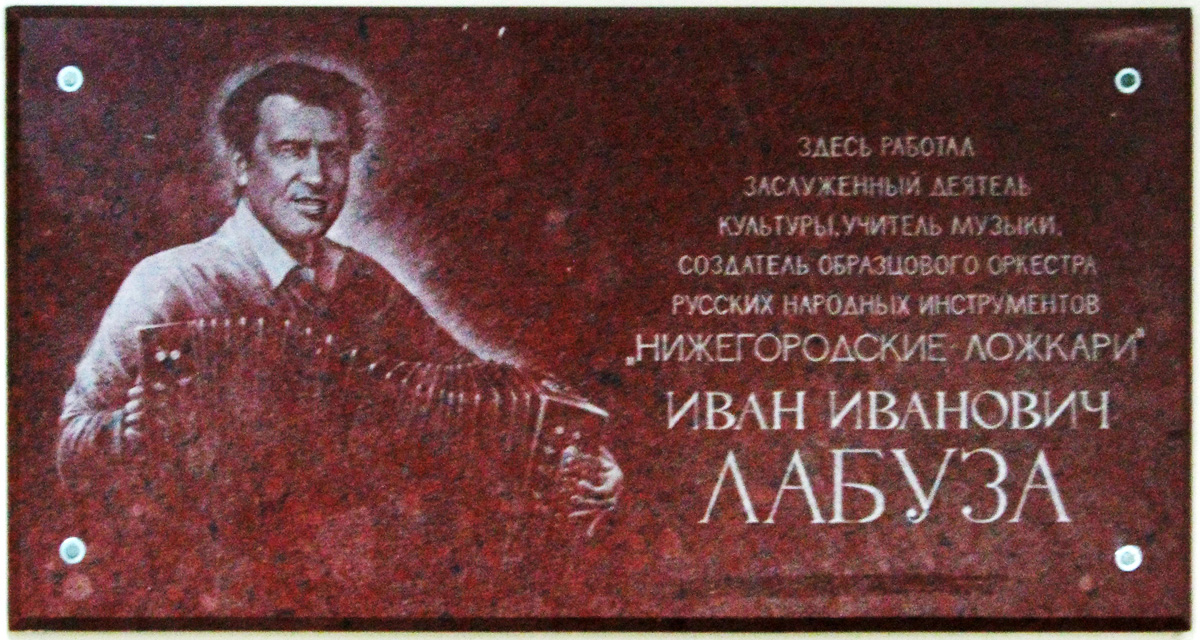 ЗДЕСЬ РАБОТАЛ
ЗАСЛУЖЕННЫЙ ДЕЯТЕЛЬ
КУЛЬТУРЫ, УЧИТЕЛЬ МУЗЫКИ,
СОЗДАТЕЛЬ ОБРАЗЦОВОГО ОРКЕСТРА
РУССКИХ НАРОДНЫХ ИНСТРУМЕНТОВ
„НИЖЕГОРОДСКИЕ ЛОЖКАРИ"
ИВАН ИВАНОВИЧ
ЛАБУЗА